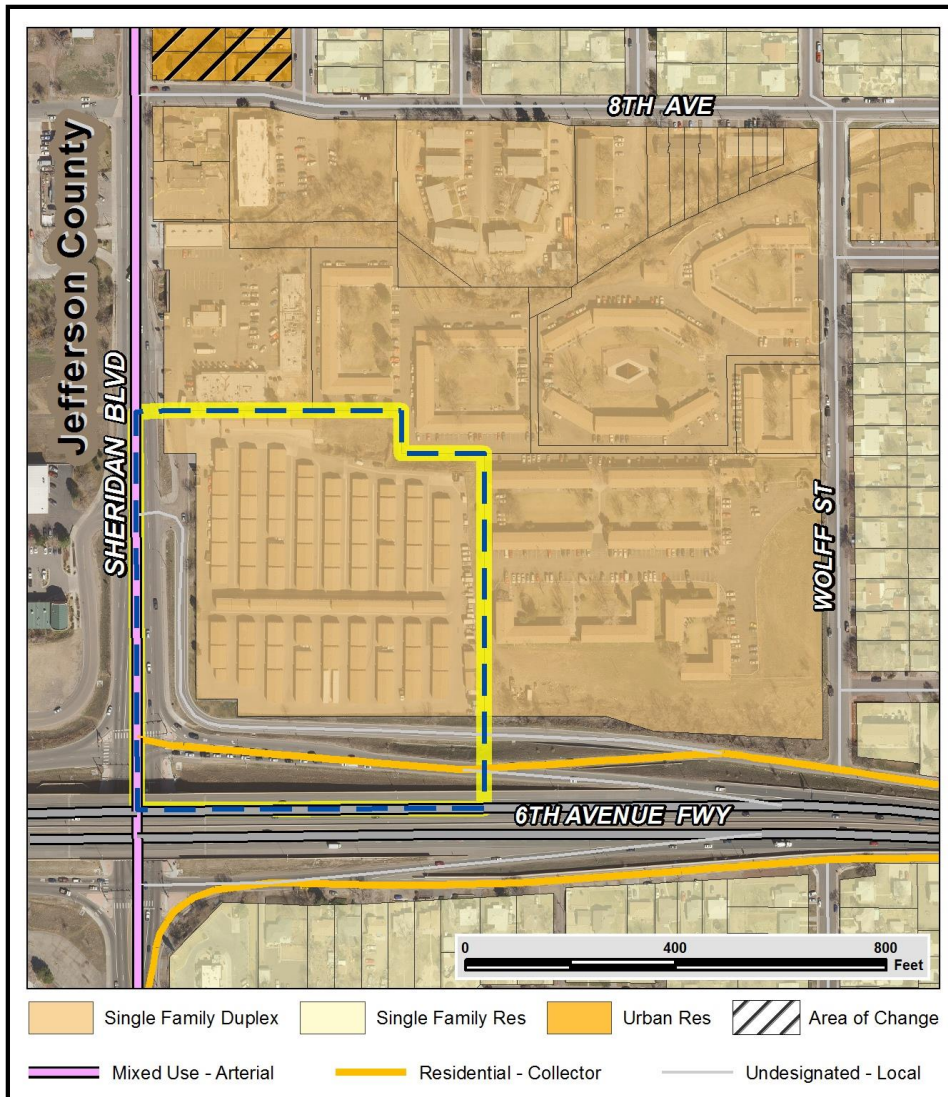 8TH AVE
Jefferson County
SHERIDAN BLVD
WOLFF ST
6TH AVENUE FWY
0 400 800
Feet
Single Family Duplex Single Family Res Urban Res Area of Change
Mixed Use - Arterial Residential - Collector Undesignated - Local